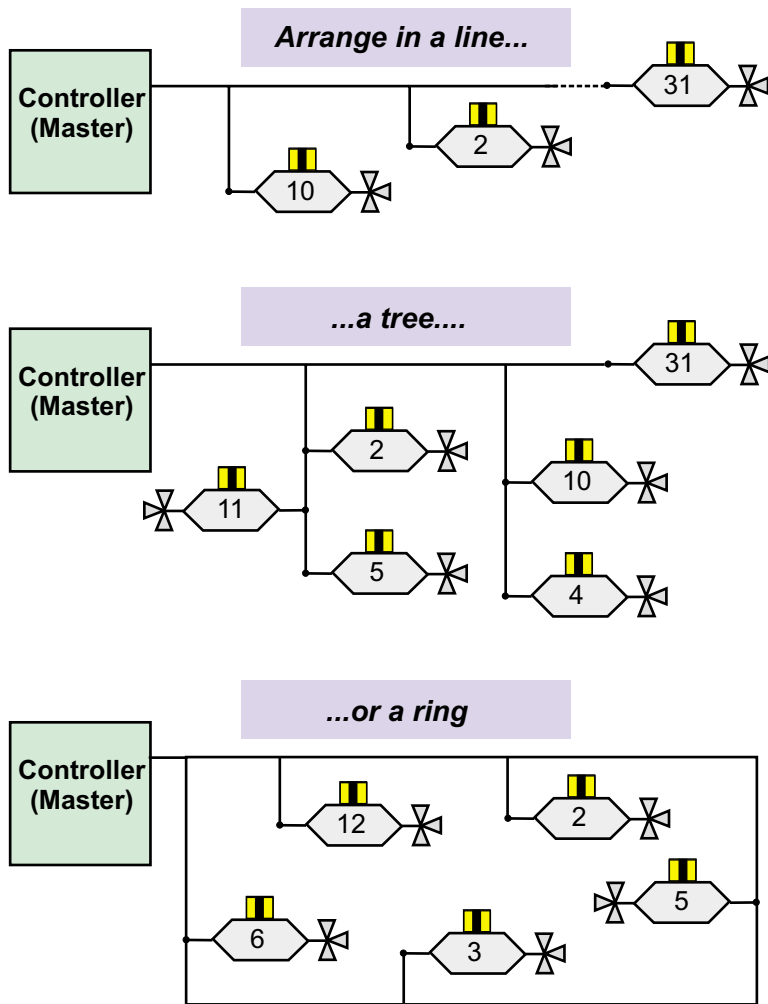 Arrange in a line...
Controller
(Master)
31
2
10
...a tree....
Controller
(Master)
31
2
10
11
5
4
...or a ring
Controller
(Master)
12
2
5
6
3